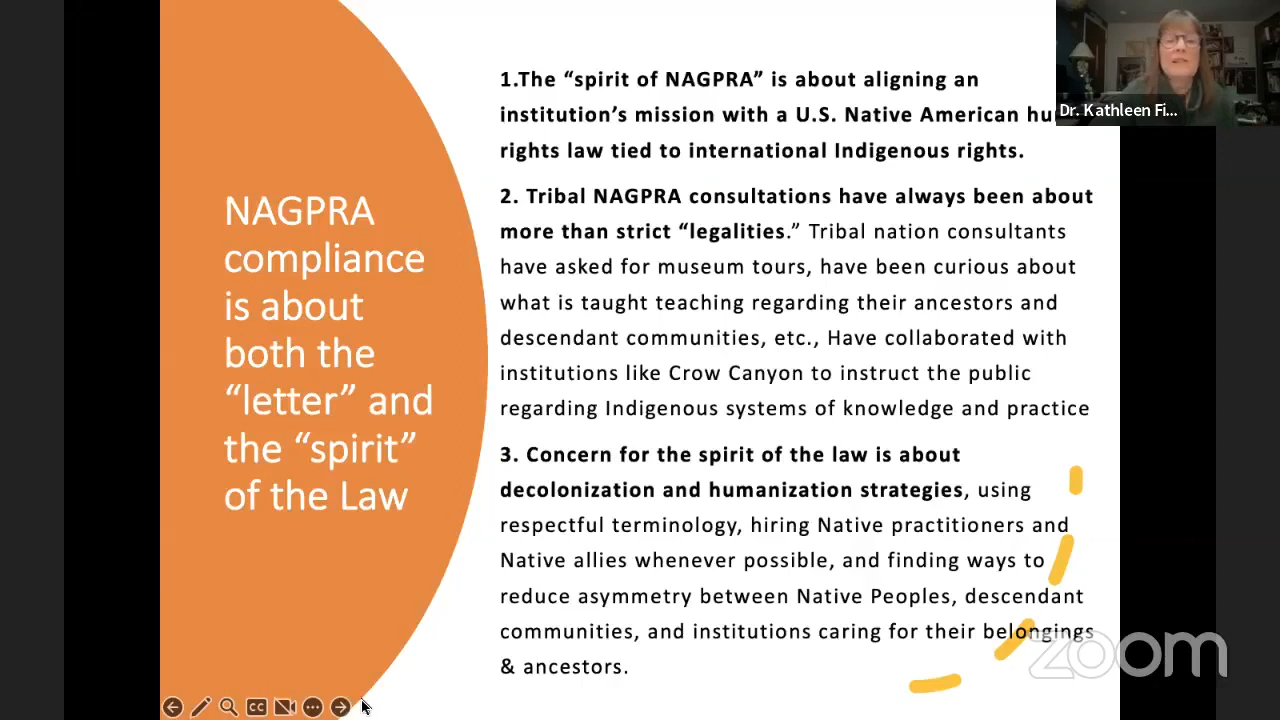 NAGPRA
compliance
is about
both the
“letter” and
the “spirit”
of the Law
1.The “spirit of NAGPRA” is about aligning an
institution’s mission with a U.S. Native American
rights law tied to international Indigenous rights.
2. Tribal NAGPRA consultations have always been about
more than strict “legalities.” Tribal nation consultants
have asked for museum tours, have been curious about
what is taught teaching regarding their ancestors and
descendant communities, etc., Have collaborated with
institutions like Crow Canyon to instruct the public
regarding Indigenous systems of knowledge and practice
3. Concern for the spirit of the law is about
decolonization and humanization strategies, using
respectful terminology, hiring Native practitioners and
Native allies whenever possible, and finding ways to
reduce asymmetry between Native Peoples, descendant
communities, and institutions caring for their belongings
& ancestors.
Dr. Kathleen Fi...
zoom
CC